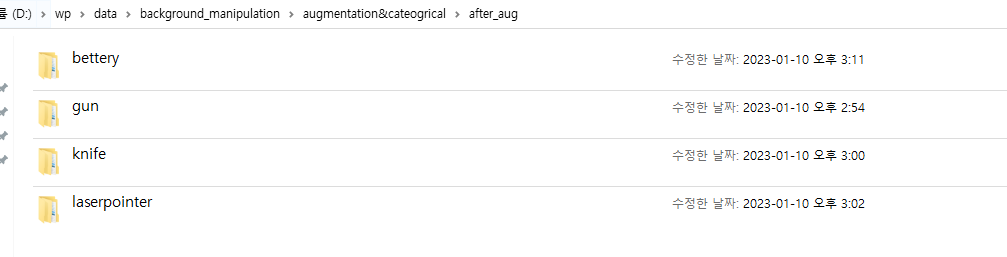 (D:) > wp > data > background_manipulation > augmentation&cateogrical > after_aug
bettery 수정한 날짜: 2023-01-10 오후 3:11
gun 수정한 날짜: 2023-01-10 오후 2:54
knife 수정한 날짜: 2023-01-10 오후 3:00
laserpointer 수정한 날짜: 2023-01-10 오후 3:02